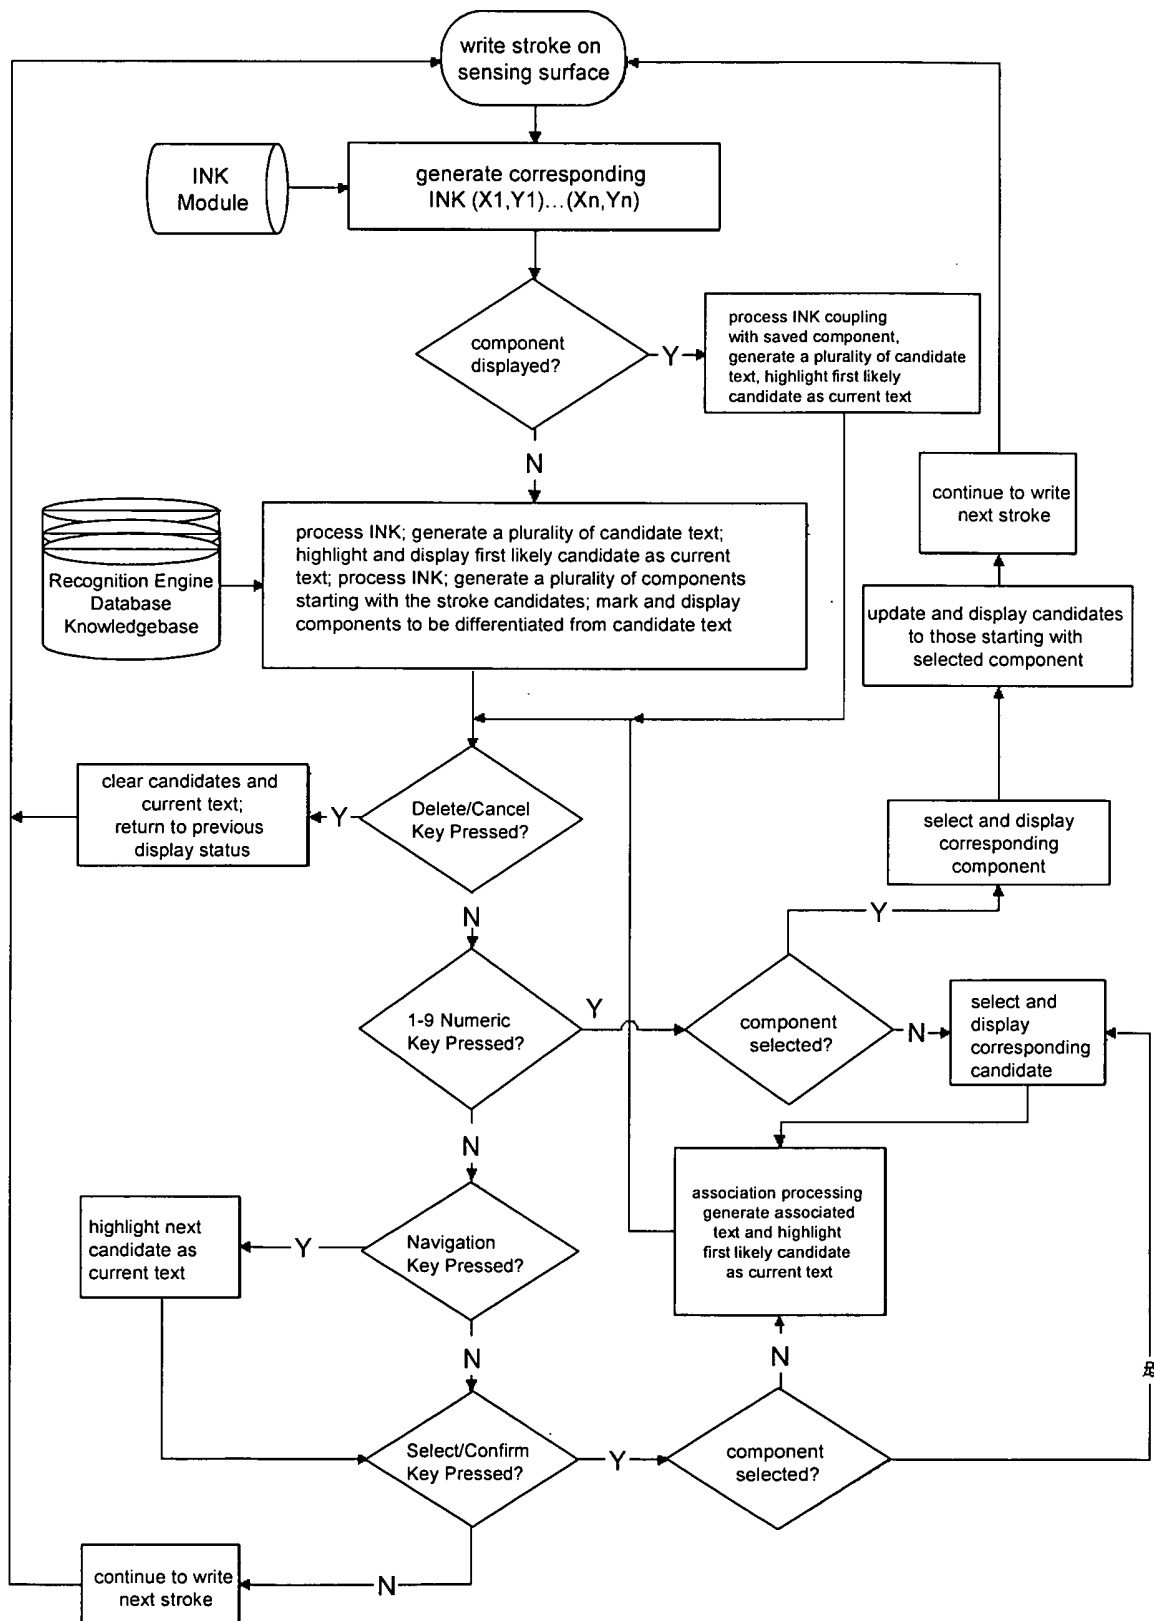 write stroke on
sensing surface
INK
Module
generate corresponding
INK (X1,Y1)...(Xn,Yn)
component
displayed?
Y
process INK coupling
with saved component,
generate a plurality of candidate
text, highlight first likely
candidate as current text
N
continue to write
next stroke
Recognition Engine
Database
Knowledgebase
process INK; generate a plurality of candidate text;
highlight and display first likely candidate as current
text; process INK; generate a plurality of components
starting with the stroke candidates; mark and display
components to be differentiated from candidate text
update and display candidates
to those starting with
selected component
clear candidates and
current text;
return to previous
display status
Y
Delete/Cancel
Key Pressed?
select and display
corresponding
component
N
Y
1-9 Numeric
Key Pressed?
Y
component
selected?
N
select and
display
corresponding
candidate
N
association processing
generate associated
text and highlight
first likely candidate
as current text
highlight next
candidate as
current text
Y
Navigation
Key Pressed?
N
N
Select/Confirm
Key Pressed?
Y
component
selected?
continue to write
next stroke
N